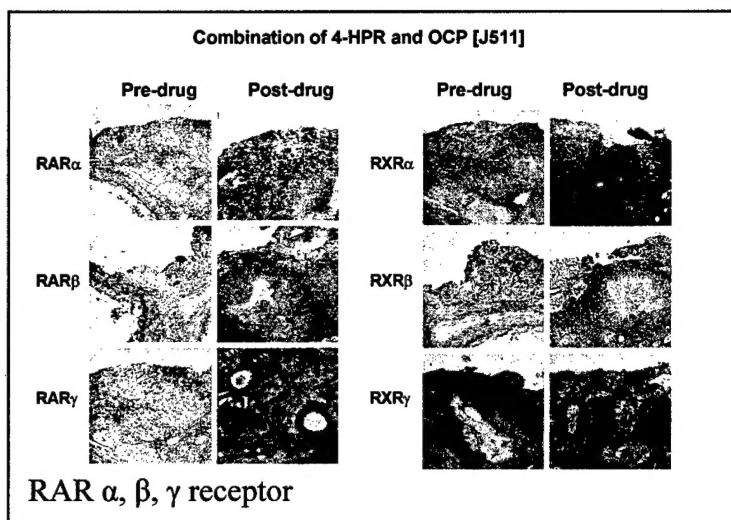 Combination of 4-HPR and OCP [J511]
Pre-drug Post-drug Pre-drug Post-drug
RARα RXRα
RARβ RXRβ
RARγ RXRγ
RAR α, β, γ receptor